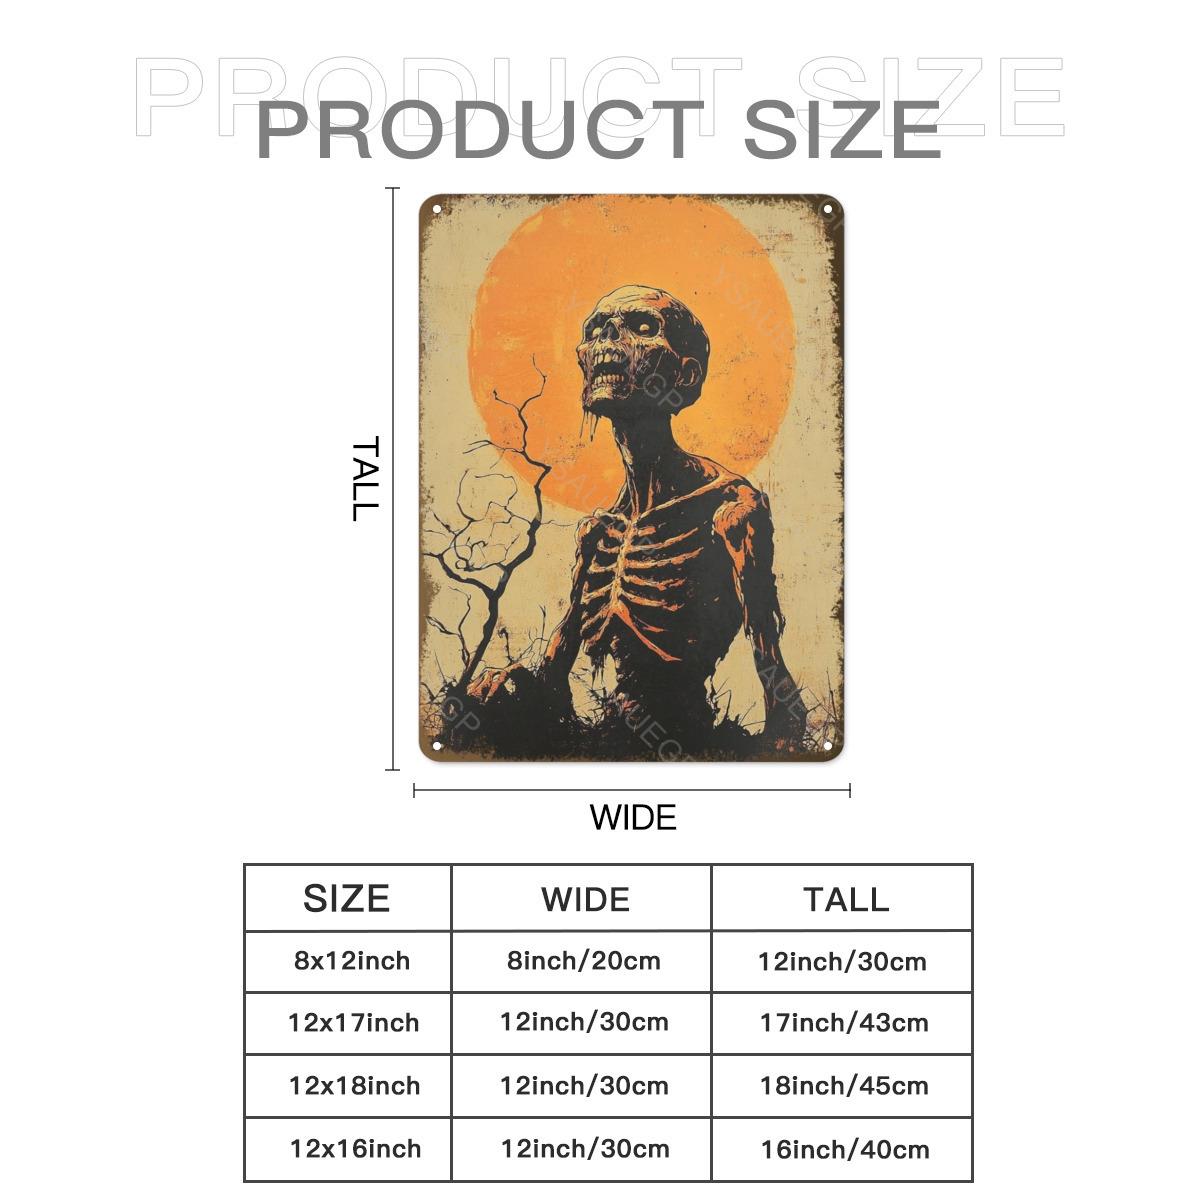 PRODUCT SIZE
PRODUCT SIZE
TALL
WIDE
SIZE WIDE TALL
8x12inch 8inch/20cm 12inch/30cm
12x17inch 12inch/30cm 17inch/43cm
12x18inch 12inch/30cm 18inch/45cm
12x16inch 12inch/30cm 16inch/40cm